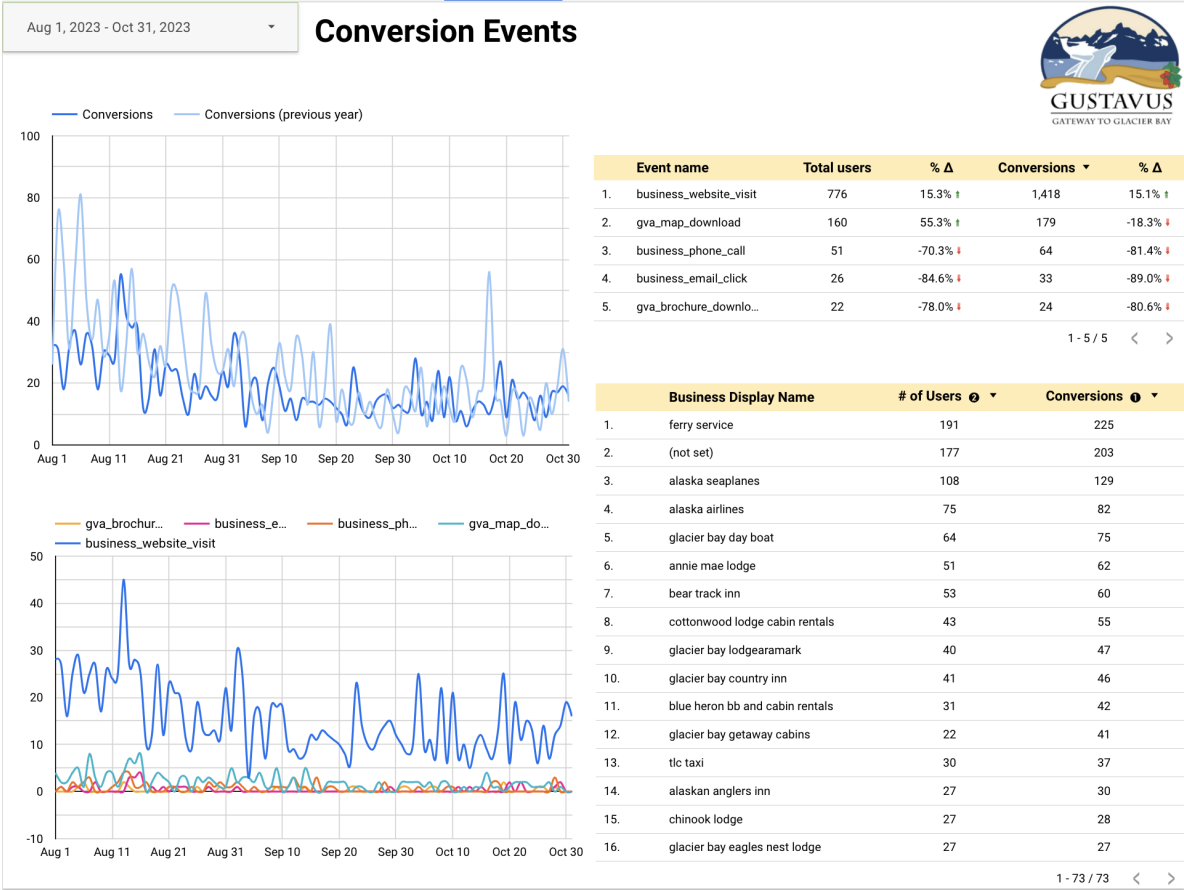 Aug 1, 2023 - Oct 31, 2023
Conversion Events
GUSTAVUS
GATEWAY TO GLACIER BAY
Conversions Conversions (previous year)
100
80
60
40
20
0
Aug 1 Aug 11 Aug 21 Aug 31 Sep 10 Sep 20 Sep 30 Oct 10 Oct 20 Oct 30
Event name Total users % Δ Conversions % Δ
1. business_website_visit 776 15.3% 1,418 15.1%
2. gva_map_download 160 55.3% 179 -18.3%
3. business_phone_call 51 -70.3% 64 -81.4%
4. business_email_click 26 -84.6% 33 -89.0%
5. gva_brochure_downlo... 22 -78.0% 24 -80.6%
1 - 5 / 5
gva_brochur... business_e... business_ph... gva_map_do...
business_website_visit
50
40
30
20
10
0
-10
Aug 1 Aug 11 Aug 21 Aug 31 Sep 10 Sep 20 Sep 30 Oct 10 Oct 20 Oct 30
Business Display Name # of Users 2 Conversions 1
1. ferry service 191 225
2. (not set) 177 203
3. alaska seaplanes 108 129
4. alaska airlines 75 82
5. glacier bay day boat 64 75
6. annie mae lodge 51 62
7. bear track inn 53 60
8. cottonwood lodge cabin rentals 43 55
9. glacier bay lodgearamark 40 47
10. glacier bay country inn 41 46
11. blue heron bb and cabin rentals 31 42
12. glacier bay getaway cabins 22 41
13. tlc taxi 30 37
14. alaskan anglers inn 27 30
15. chinook lodge 27 28
16. glacier bay eagles nest lodge 27 27
1 - 73 / 73